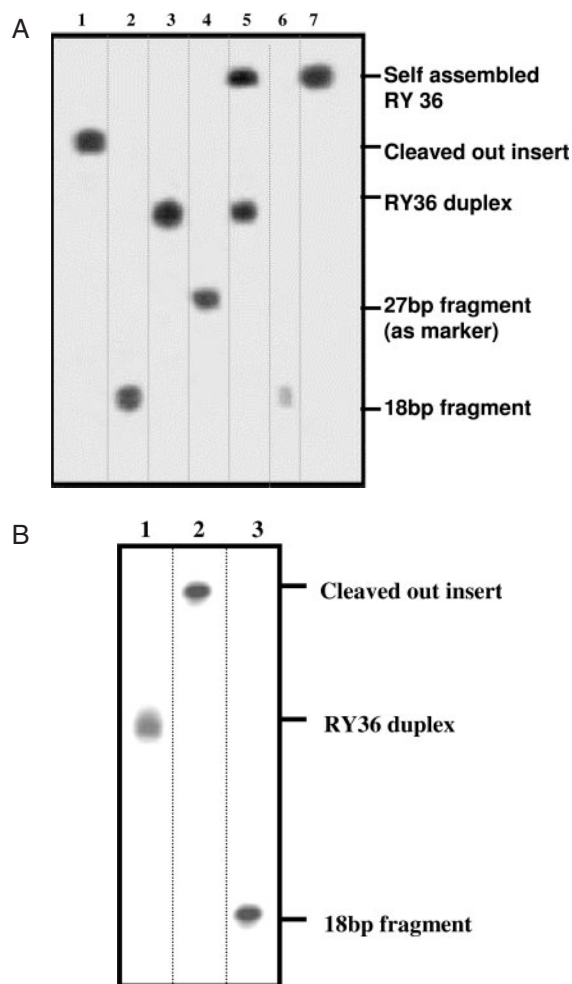 A
1 2 3 4 5 6 7
Self assembled
RY 36
Cleaved out insert
RY36 duplex
27bp fragment
(as marker)
18bp fragment
B
1 2 3
Cleaved out insert
RY36 duplex
18bp fragment